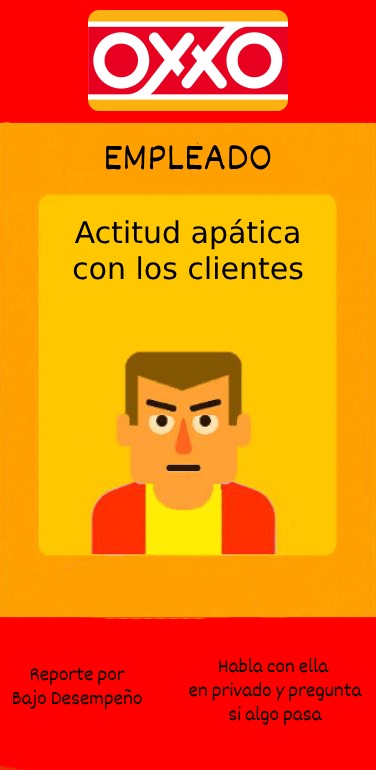 OXXO
EMPLEADO
Actitud apática
con los clientes
Reporte por
Bajo Desempeño
Habla con ella
en privado y pregunta
si algo pasa